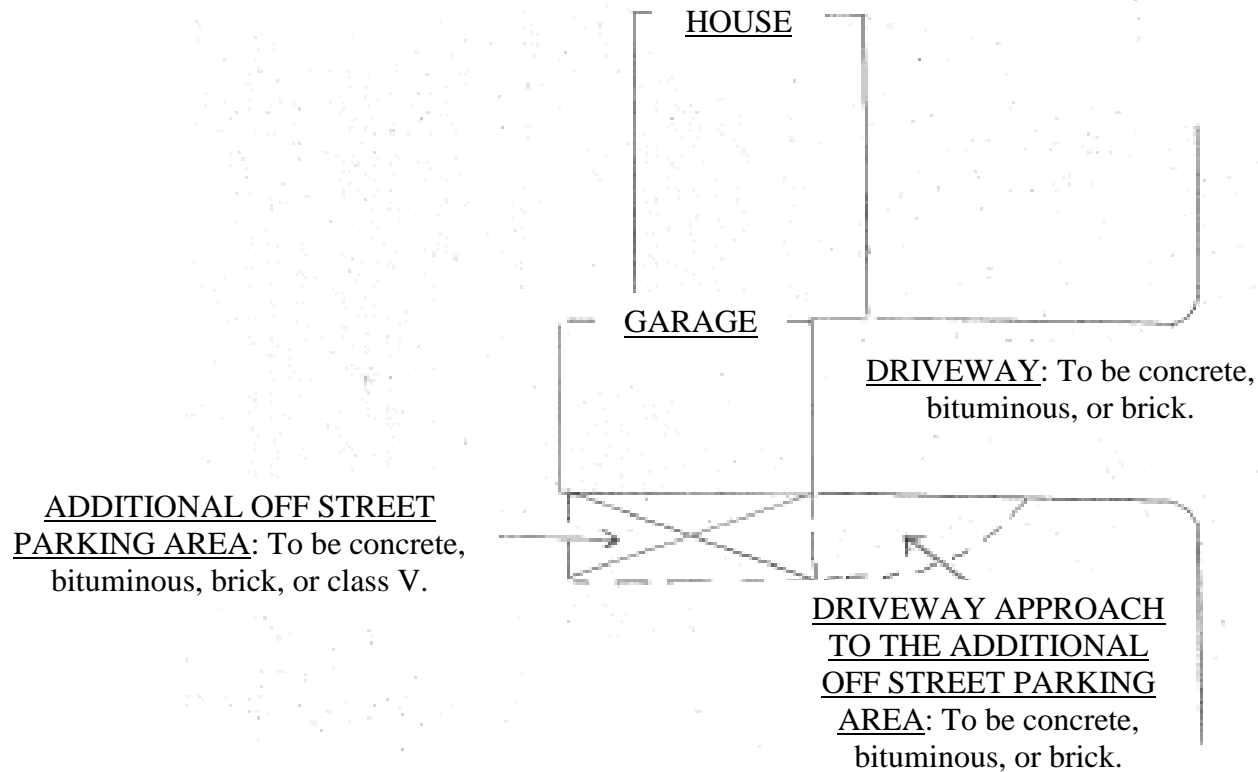 HOUSE
GARAGE
DRIVEWAY: To be concrete,
bituminous, or brick.
ADDITIONAL OFF STREET
PARKING AREA: To be concrete,
bituminous, brick, or class V.
DRIVEWAY APPROACH
TO THE ADDITIONAL
OFF STREET PARKING
AREA: To be concrete,
bituminous, or brick.